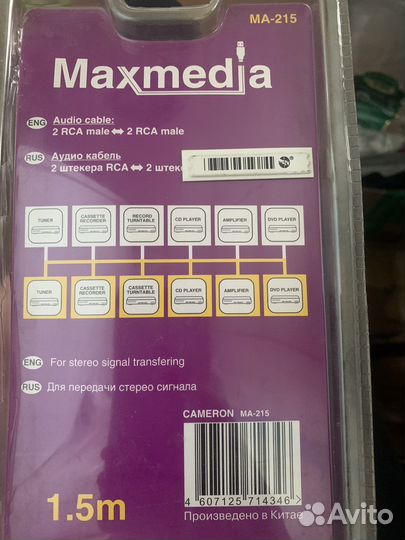 MA-215
Maxmedia
ENG Audio cable:
2 RCA male ⇔ 2 RCA male
RUS Аудио кабель
2 штекера RCA ⇔ 2 штек
TUNER CASSETTE RECORDER RECORD TURNTABLE CD PLAYER AMPLIFIER DVD PLAYER
TUNER CASSETTE RECORDER CASSETTE TURNTABLE CD PLAYER AMPLIFIER DVD PLAYER
ENG For stereo signal transfering
RUS Для передачи стерео сигнала
CAMERON MA-215
4 607125 714346 >
1.5m
Произведено в Китае
Avito